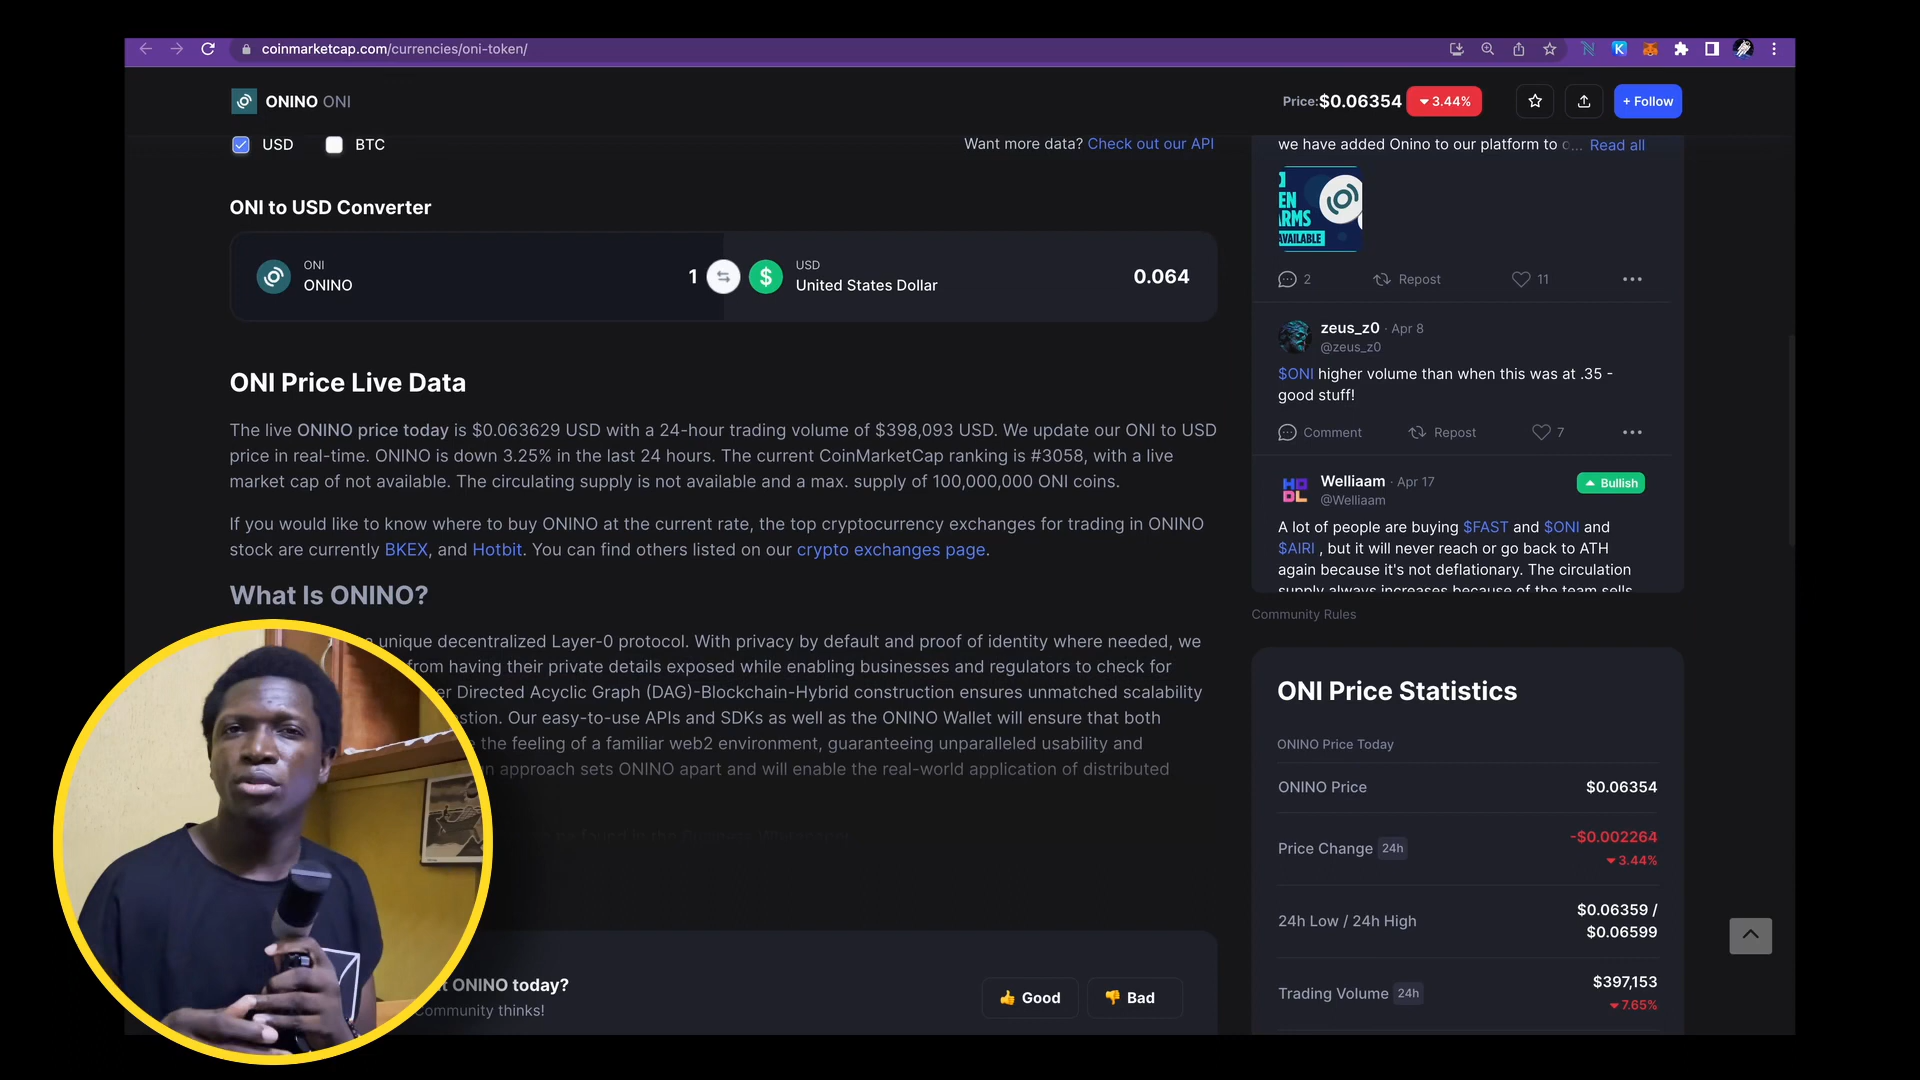 coinmarketcap.com/currencies/oni-token/
ONINO ONI
Price:$0.06354 3.44%
+ Follow
USD BTC
Want more data? Check out our API
ONI to USD Converter
ONI
ONINO
1
USD
United States Dollar
0.064
ONI Price Live Data
The live ONINO price today is $0.063629 USD with a 24-hour trading volume of $398,093 USD. We update our ONI to USD
price in real-time. ONINO is down 3.25% in the last 24 hours. The current CoinMarketCap ranking is #3058, with a live
market cap of not available. The circulating supply is not available and a max. supply of 100,000,000 ONI coins.
If you would like to know where to buy ONINO at the current rate, the top cryptocurrency exchanges for trading in ONINO
stock are currently BKEX, and Hotbit. You can find others listed on our crypto exchanges page.
What Is ONINO?
unique decentralized Layer-0 protocol. With privacy by default and proof of identity where needed, we
from having their private details exposed while enabling businesses and regulators to check for
Directed Acyclic Graph (DAG)-Blockchain-Hybrid construction ensures unmatched scalability
Our easy-to-use APIs and SDKs as well as the ONINO Wallet will ensure that both
the feeling of a familiar web2 environment, guaranteeing unparalleled usability and
approach sets ONINO apart and will enable the real-world application of distributed
be found in the
ONINO today?
Community thinks!
👍 Good
👎 Bad
we have added Onino to our platform to o... Read all
EN
ARMS
AVAILABLE
2 Repost 11
zeus_z0 · Apr 8
@zeus_z0
$ONI higher volume than when this was at .35 -
good stuff!
Comment Repost 7
Welliaam · Apr 17
Bullish
@Welliaam
A lot of people are buying $FAST and $ONI and
$AIRI , but it will never reach or go back to ATH
again because it's not deflationary. The circulation
supply always increases because of the team sells
Community Rules
ONI Price Statistics
ONINO Price Today
ONINO Price $0.06354
Price Change 24h -$0.002264
3.44%
24h Low / 24h High $0.06359 /
$0.06599
Trading Volume 24h $397,153
7.65%